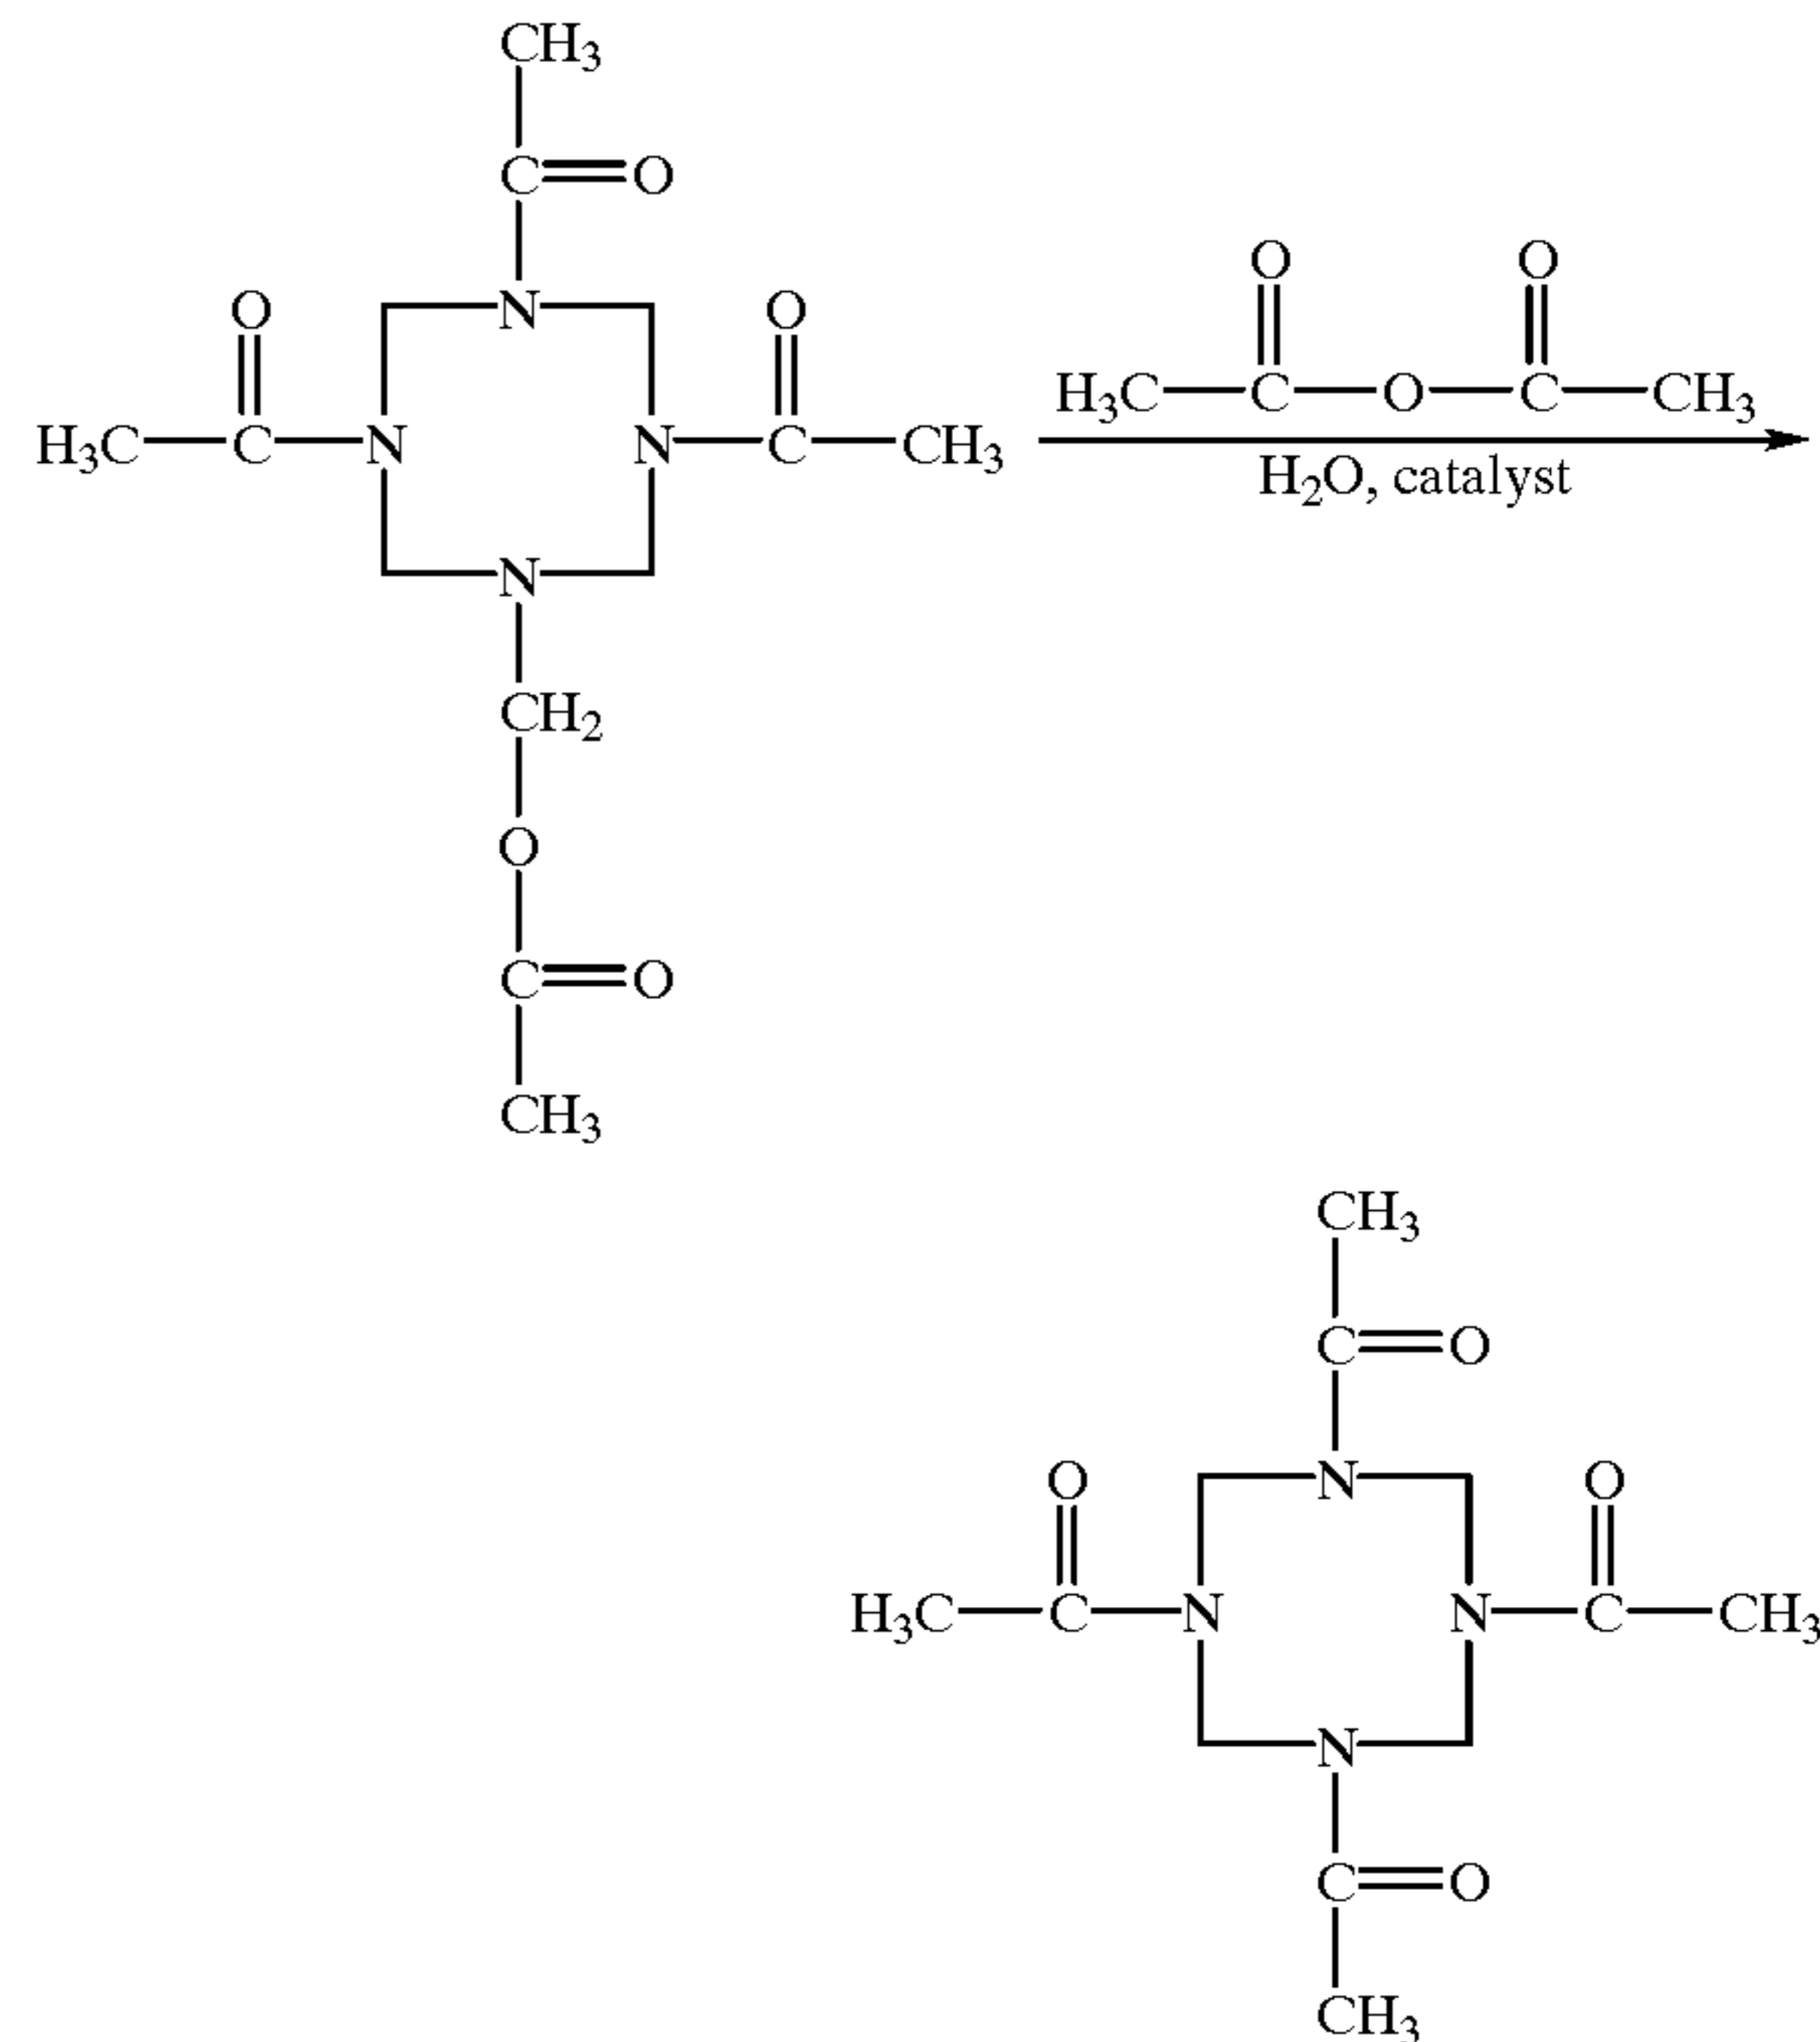 CH3
C=O
O N O O O
H3C C N N C CH3 H3C C O C CH3
H2O, catalyst
N
CH2
O
C=O
CH3
CH3
C=O
O N O
H3C C N N C CH3
N
C=O
CH3